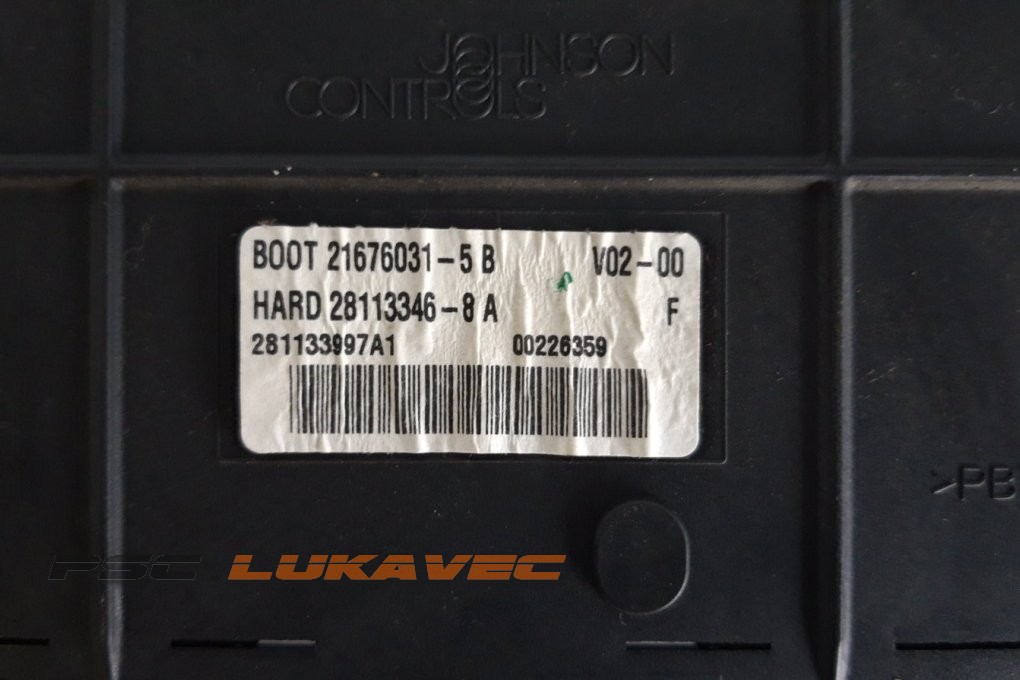 JOHNSON
CONTROLS
BOOT 21676031-5 B V02-00
HARD 28113346-8 A F
281133997A1 00226359
>PB
PSC LUKAVEC